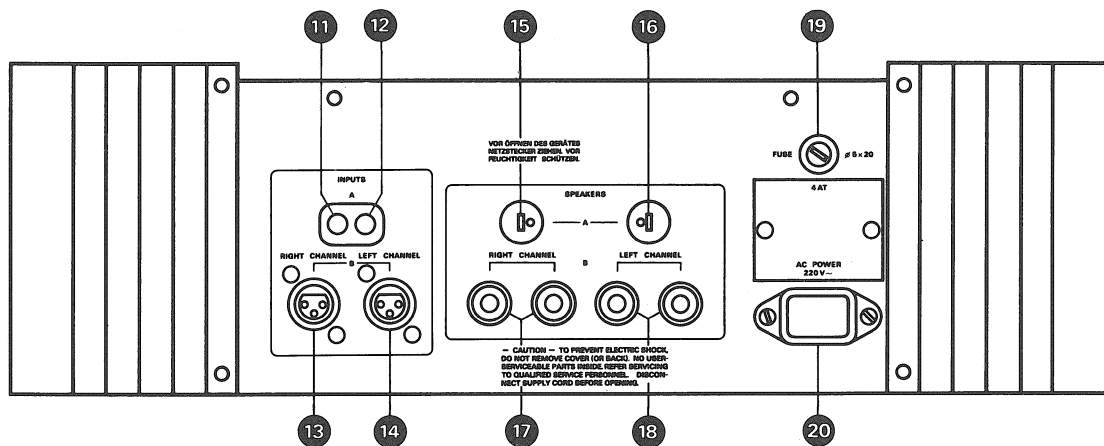 11 12 15 16 19
VOR ÖFFNEN DES GERÄTES
NETZSTECKER ZIEHEN. VOR
FEUCHTIGKEIT SCHÜTZEN.
FUSE ø 5 × 20
4 AT
INPUTS
A
SPEAKERS
A
RIGHT CHANNEL B LEFT CHANNEL
RIGHT CHANNEL B LEFT CHANNEL
AC POWER
220 V ~
— CAUTION — TO PREVENT ELECTRIC SHOCK,
DO NOT REMOVE COVER (OR BACK). NO USER-
SERVICEABLE PARTS INSIDE. REFER SERVICING
TO QUALIFIED SERVICE PERSONNEL. DISCON-
NECT SUPPLY CORD BEFORE OPENING.
13 14 17 18 20